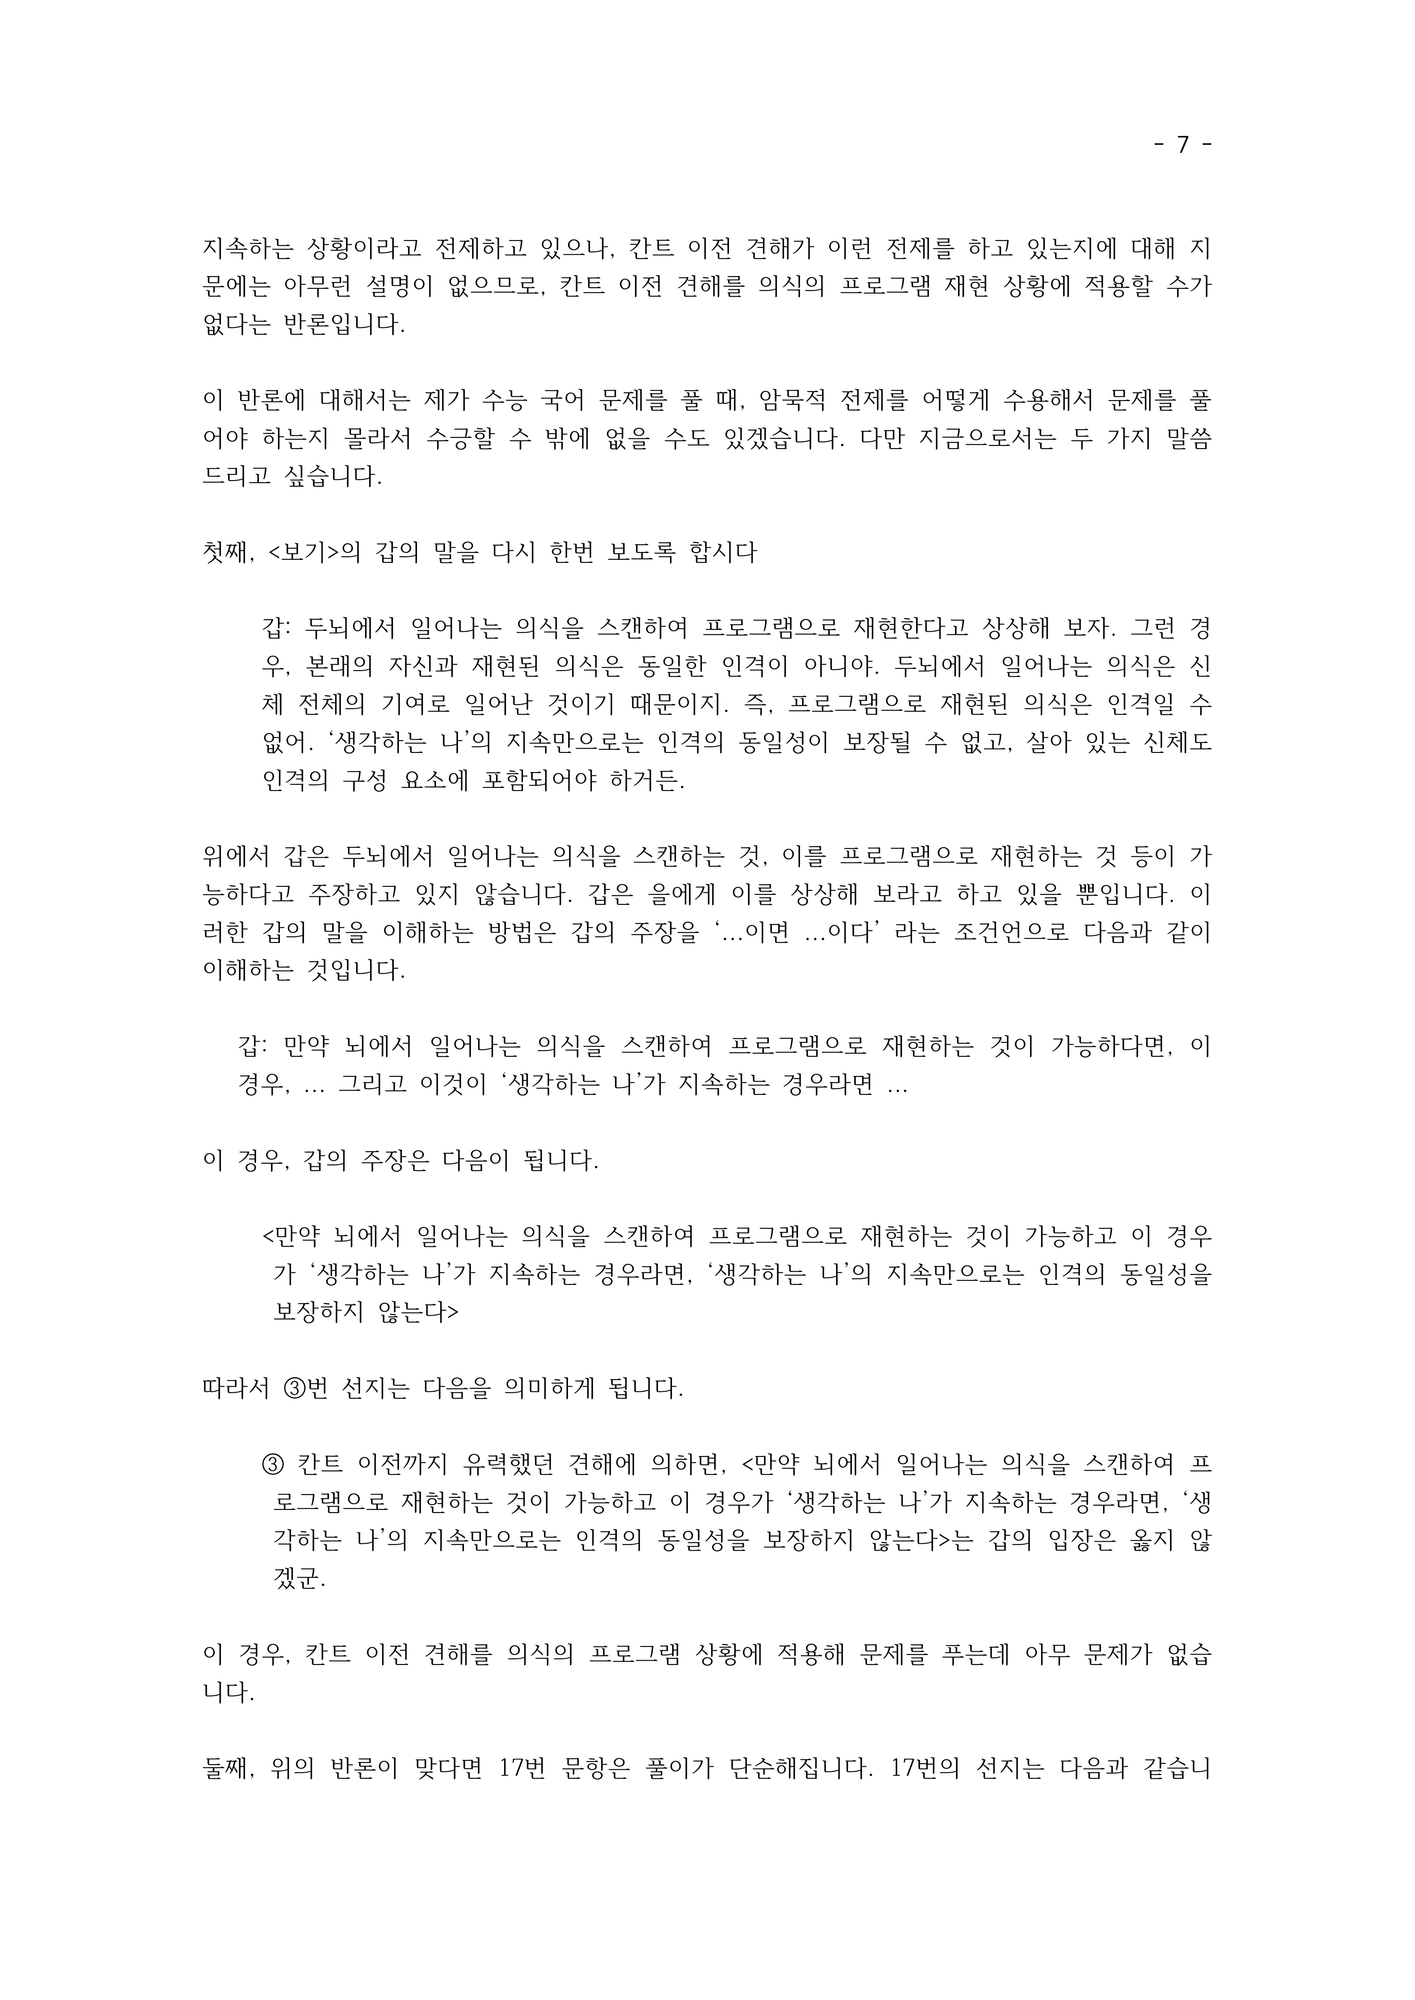 - 7 -
지속하는 상황이라고 전제하고 있으나, 칸트 이전 견해가 이런 전제를 하고 있는지에 대해 지
문에는 아무런 설명이 없으므로, 칸트 이전 견해를 의식의 프로그램 재현 상황에 적용할 수가
없다는 반론입니다.
이 반론에 대해서는 제가 수능 국어 문제를 풀 때, 암묵적 전제를 어떻게 수용해서 문제를 풀
어야 하는지 몰라서 수긍할 수 밖에 없을 수도 있겠습니다. 다만 지금으로서는 두 가지 말씀
드리고 싶습니다.
첫째, <보기>의 갑의 말을 다시 한번 보도록 합시다
갑: 두뇌에서 일어나는 의식을 스캔하여 프로그램으로 재현한다고 상상해 보자. 그런 경
우, 본래의 자신과 재현된 의식은 동일한 인격이 아니야. 두뇌에서 일어나는 의식은 신
체 전체의 기여로 일어난 것이기 때문이지. 즉, 프로그램으로 재현된 의식은 인격일 수
없어. ‘생각하는 나’의 지속만으로는 인격의 동일성이 보장될 수 없고, 살아 있는 신체도
인격의 구성 요소에 포함되어야 하거든.
위에서 갑은 두뇌에서 일어나는 의식을 스캔하는 것, 이를 프로그램으로 재현하는 것 등이 가
능하다고 주장하고 있지 않습니다. 갑은 을에게 이를 상상해 보라고 하고 있을 뿐입니다. 이
러한 갑의 말을 이해하는 방법은 갑의 주장을 ‘...이면 ...이다’ 라는 조건언으로 다음과 같이
이해하는 것입니다.
갑: 만약 뇌에서 일어나는 의식을 스캔하여 프로그램으로 재현하는 것이 가능하다면, 이
경우, ... 그리고 이것이 ‘생각하는 나’가 지속하는 경우라면 ...
이 경우, 갑의 주장은 다음이 됩니다.
<만약 뇌에서 일어나는 의식을 스캔하여 프로그램으로 재현하는 것이 가능하고 이 경우
가 ‘생각하는 나’가 지속하는 경우라면, ‘생각하는 나’의 지속만으로는 인격의 동일성을
보장하지 않는다>
따라서 ③번 선지는 다음을 의미하게 됩니다.
③ 칸트 이전까지 유력했던 견해에 의하면, <만약 뇌에서 일어나는 의식을 스캔하여 프
로그램으로 재현하는 것이 가능하고 이 경우가 ‘생각하는 나’가 지속하는 경우라면, ‘생
각하는 나’의 지속만으로는 인격의 동일성을 보장하지 않는다>는 갑의 입장은 옳지 않
겠군.
이 경우, 칸트 이전 견해를 의식의 프로그램 상황에 적용해 문제를 푸는데 아무 문제가 없습
니다.
둘째, 위의 반론이 맞다면 17번 문항은 풀이가 단순해집니다. 17번의 선지는 다음과 같습니